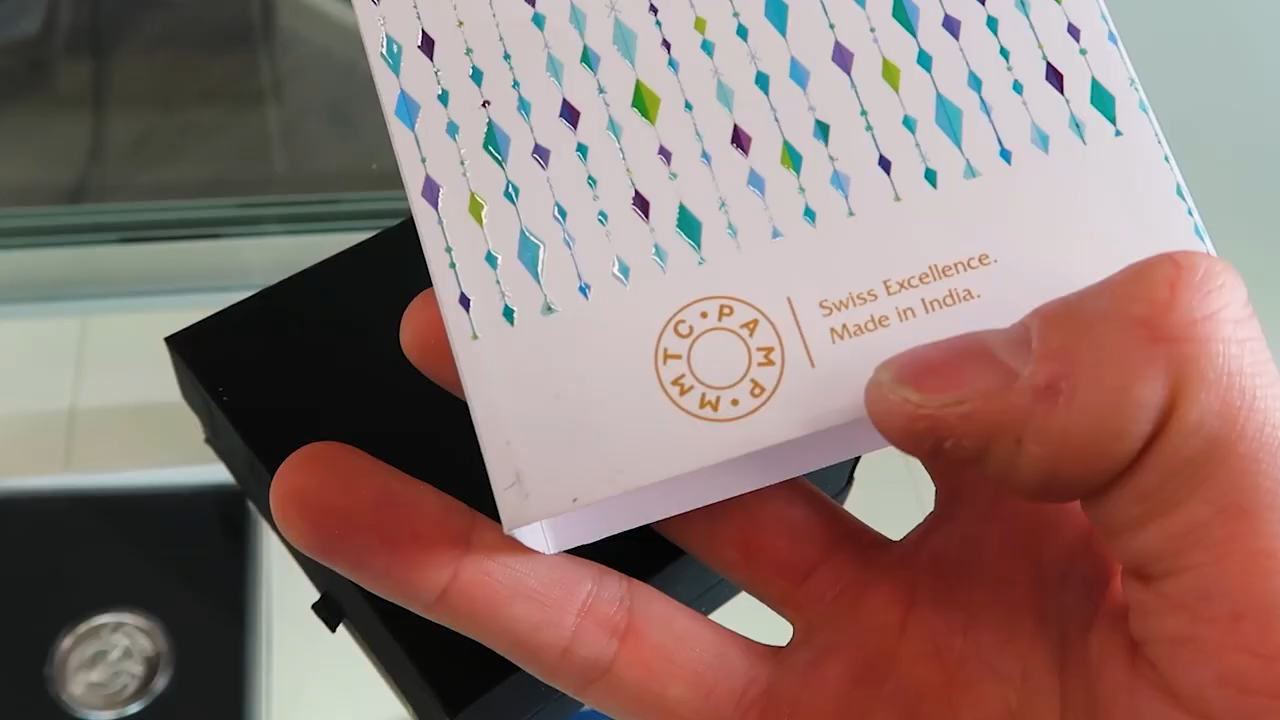 MMTC • PAMP •
Swiss Excellence.
Made in India.